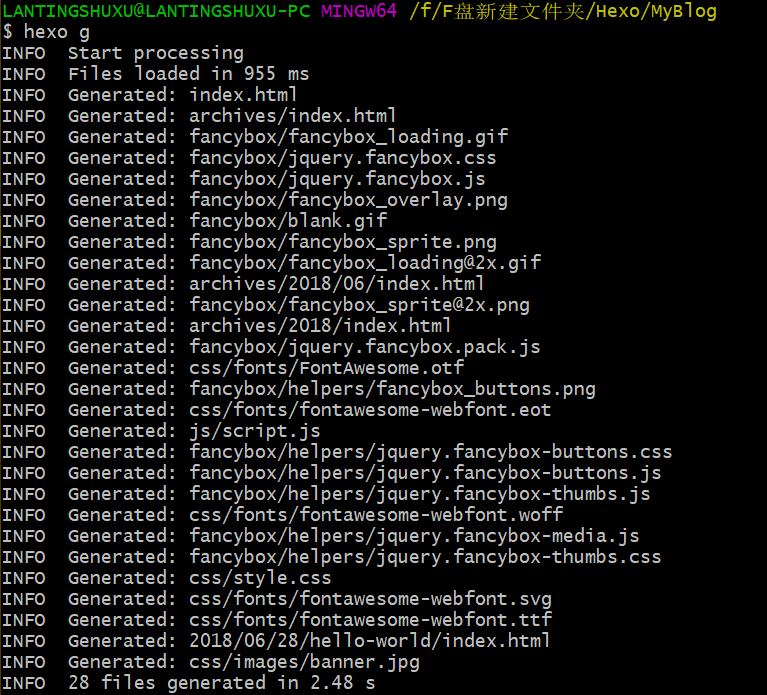 LANTINGSHUXU@LANTINGSHUXU-PC MINGW64 /f/F盘新建文件夹/Hexo/MyBlog
$ hexo g
INFO  Start processing
INFO  Files loaded in 955 ms
INFO  Generated: index.html
INFO  Generated: archives/index.html
INFO  Generated: fancybox/fancybox_loading.gif
INFO  Generated: fancybox/jquery.fancybox.css
INFO  Generated: fancybox/jquery.fancybox.js
INFO  Generated: fancybox/fancybox_overlay.png
INFO  Generated: fancybox/blank.gif
INFO  Generated: fancybox/fancybox_sprite.png
INFO  Generated: fancybox/fancybox_loading@2x.gif
INFO  Generated: archives/2018/06/index.html
INFO  Generated: fancybox/fancybox_sprite@2x.png
INFO  Generated: archives/2018/index.html
INFO  Generated: fancybox/jquery.fancybox.pack.js
INFO  Generated: css/fonts/FontAwesome.otf
INFO  Generated: fancybox/helpers/fancybox_buttons.png
INFO  Generated: css/fonts/fontawesome-webfont.eot
INFO  Generated: js/script.js
INFO  Generated: fancybox/helpers/jquery.fancybox-buttons.css
INFO  Generated: fancybox/helpers/jquery.fancybox-buttons.js
INFO  Generated: fancybox/helpers/jquery.fancybox-thumbs.js
INFO  Generated: css/fonts/fontawesome-webfont.woff
INFO  Generated: fancybox/helpers/jquery.fancybox-media.js
INFO  Generated: fancybox/helpers/jquery.fancybox-thumbs.css
INFO  Generated: css/style.css
INFO  Generated: css/fonts/fontawesome-webfont.svg
INFO  Generated: css/fonts/fontawesome-webfont.ttf
INFO  Generated: 2018/06/28/hello-world/index.html
INFO  Generated: css/images/banner.jpg
INFO  28 files generated in 2.48 s